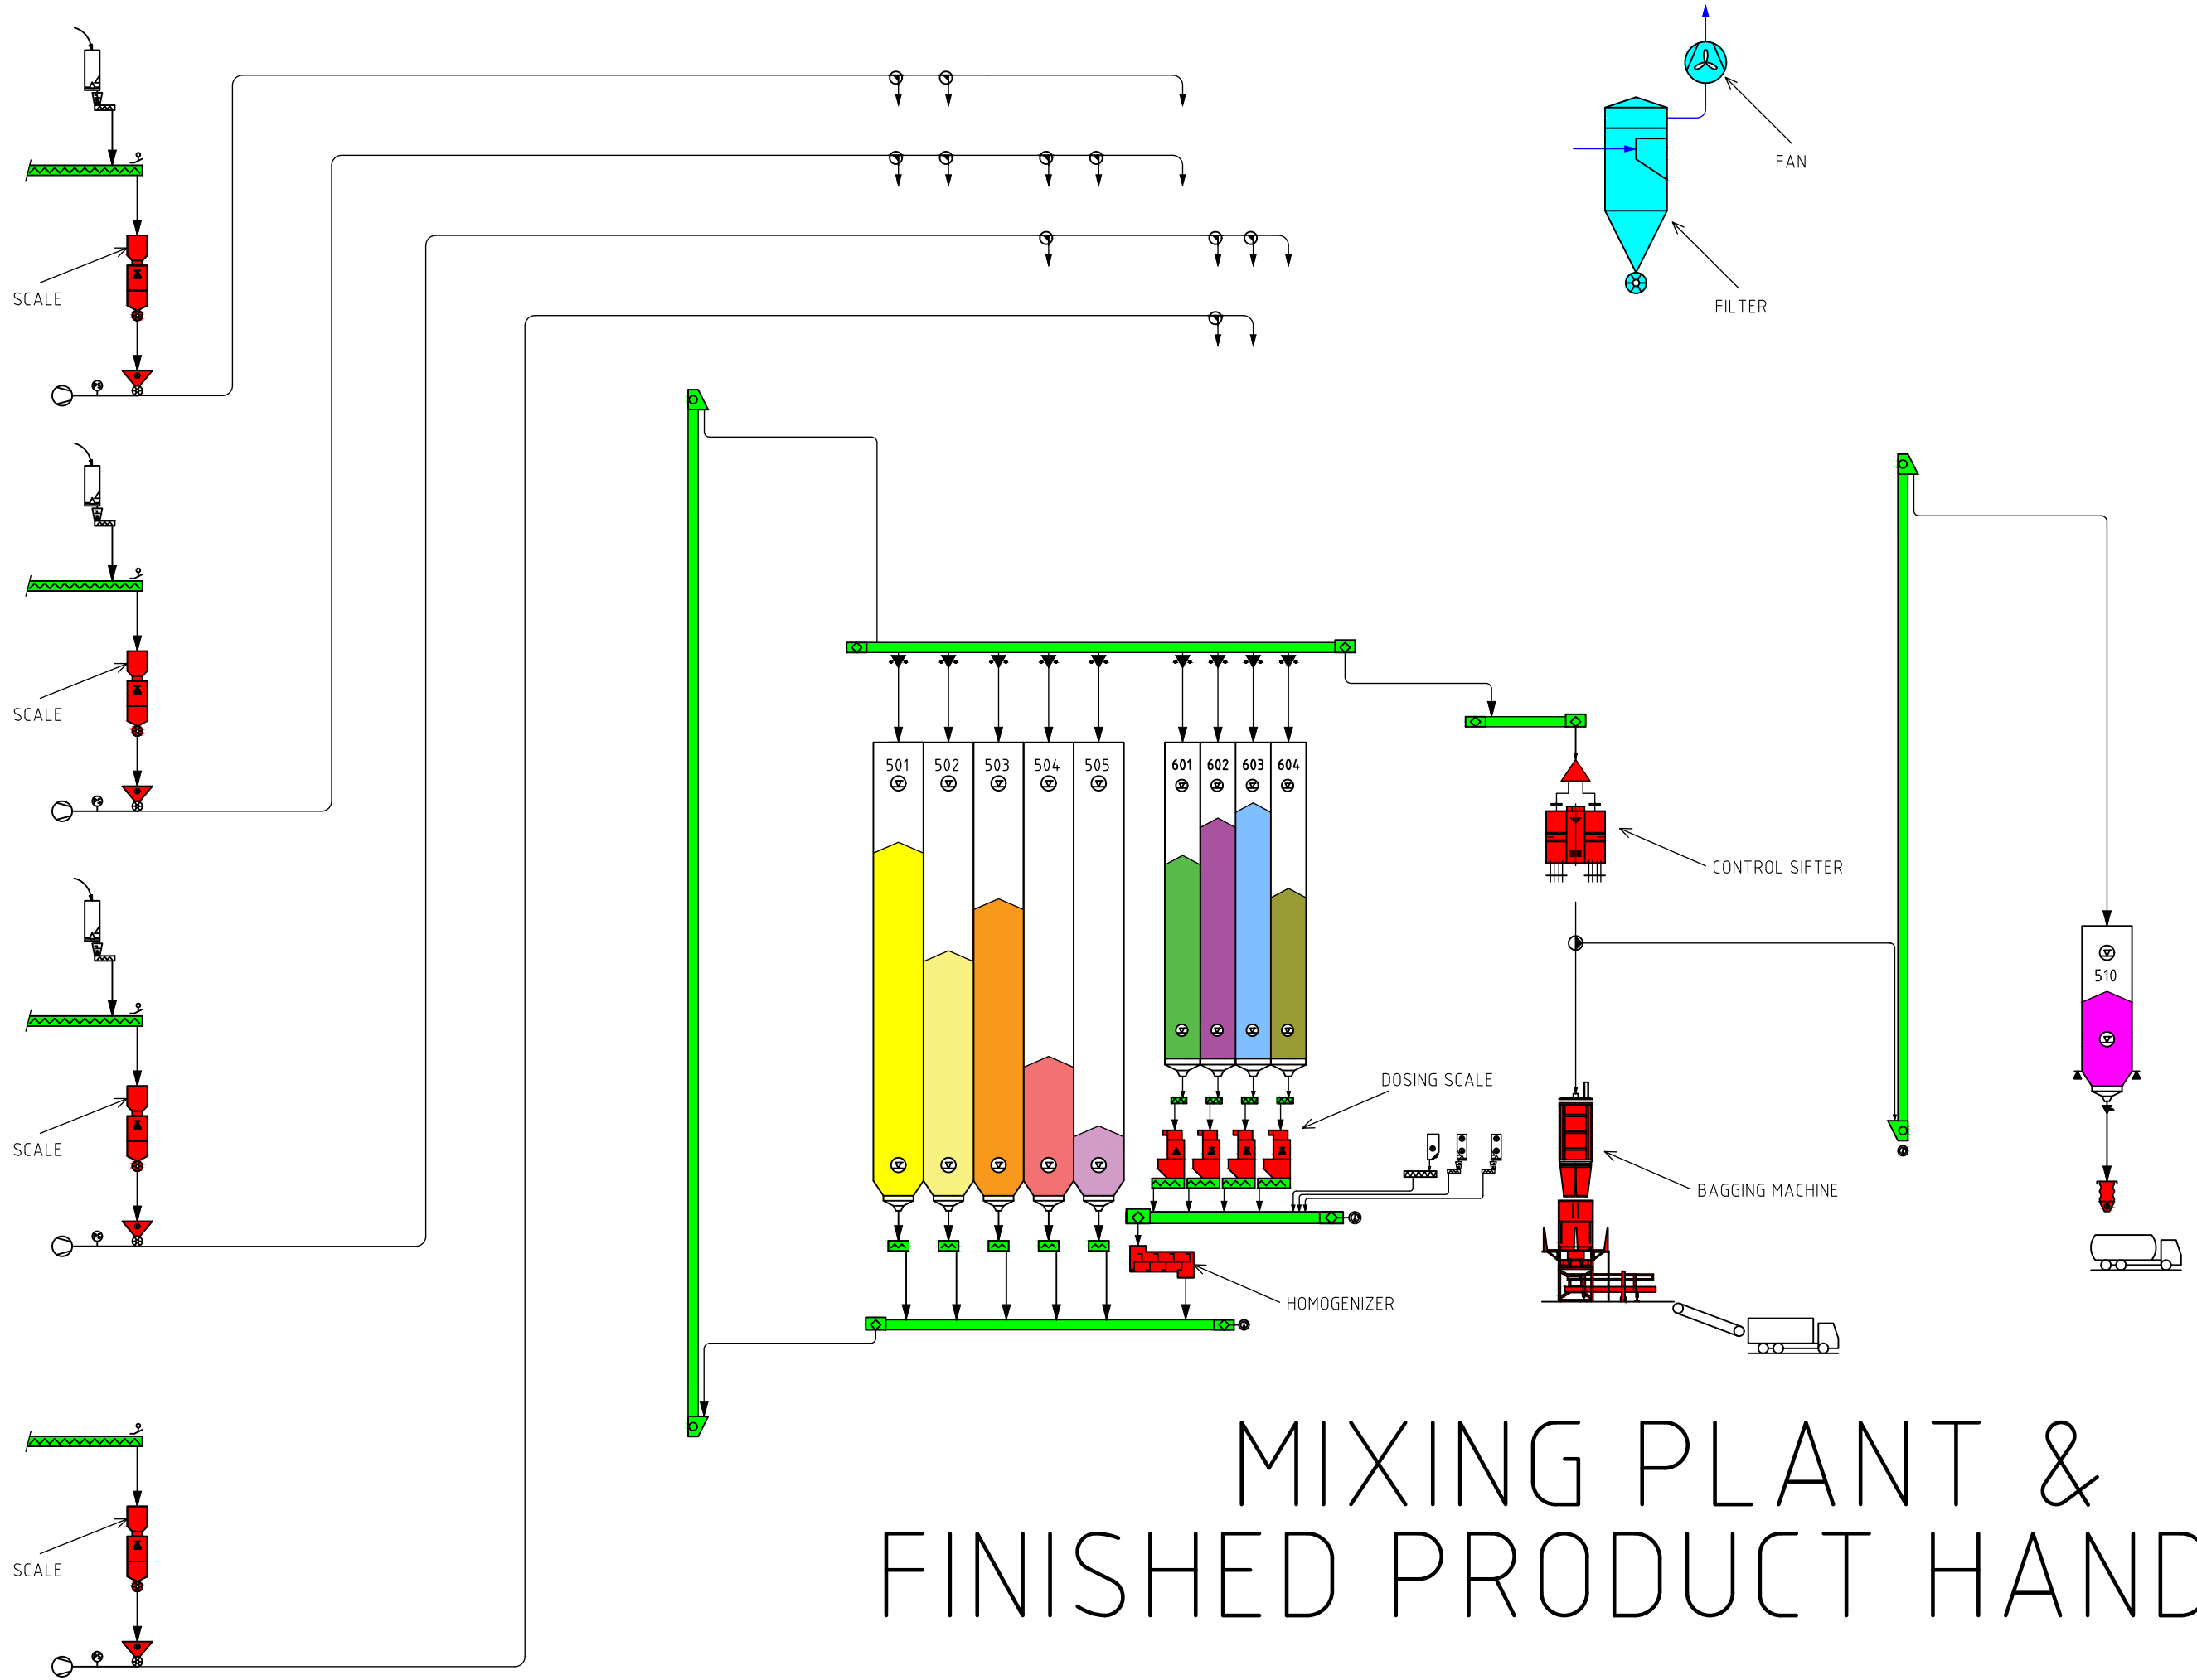 FAN
SCALE
FILTER
501 502 503 504 505 601 602 603 604
SCALE
CONTROL SIFTER
510
DOSING SCALE
SCALE
BAGGING MACHINE
HOMOGENIZER
MIXING PLANT &
FINISHED PRODUCT HAND
SCALE